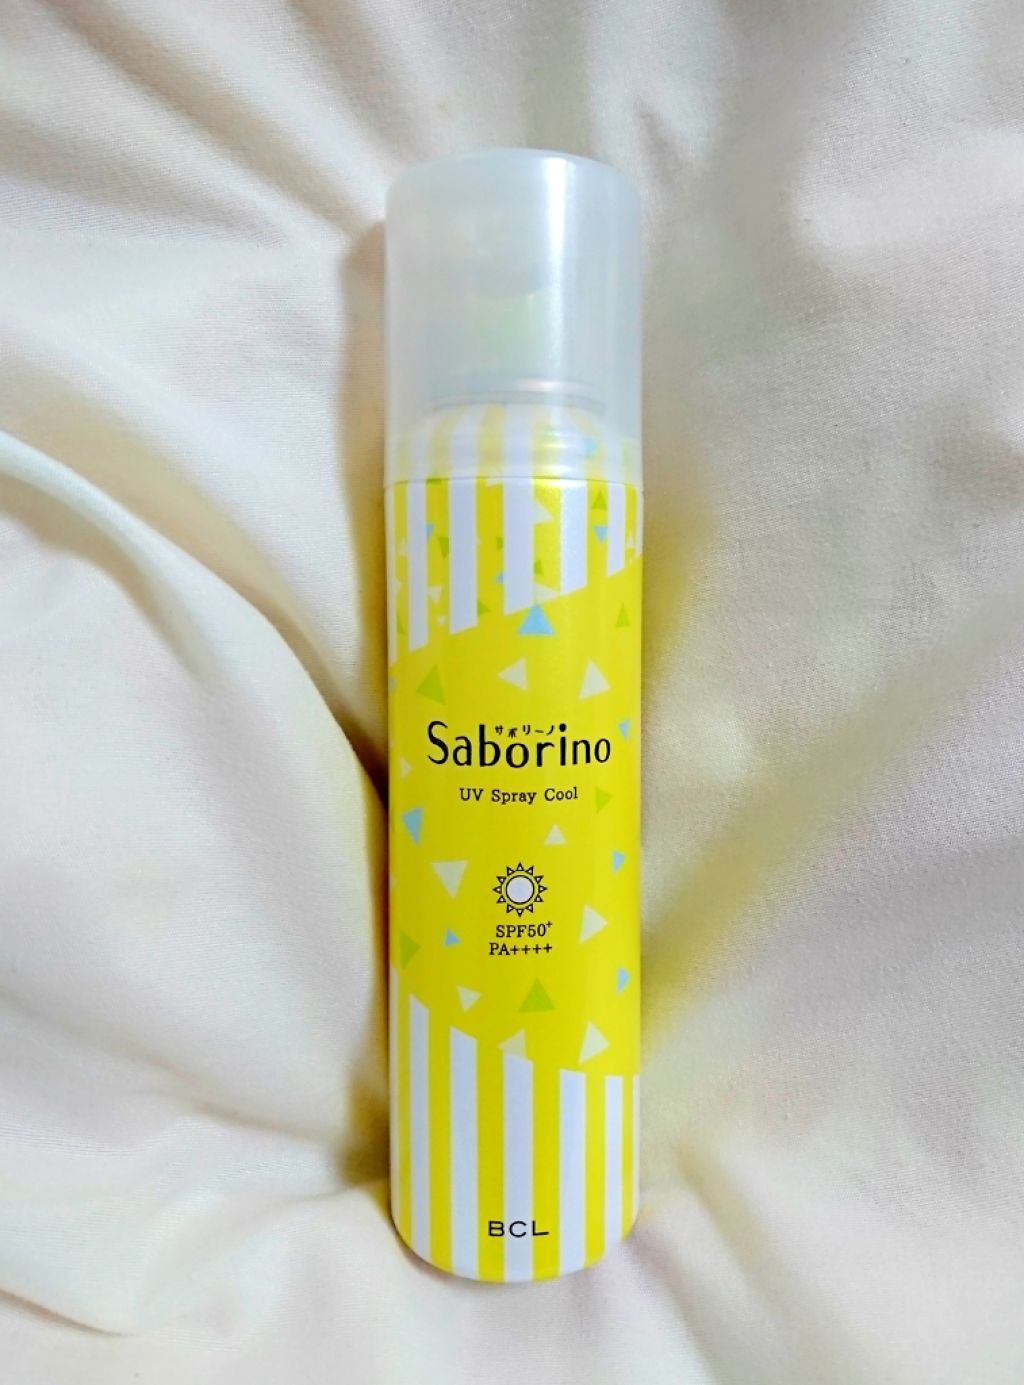 サボリーノ
Saborino
UV Spray Cool
SPF50+
PA++++
BCL